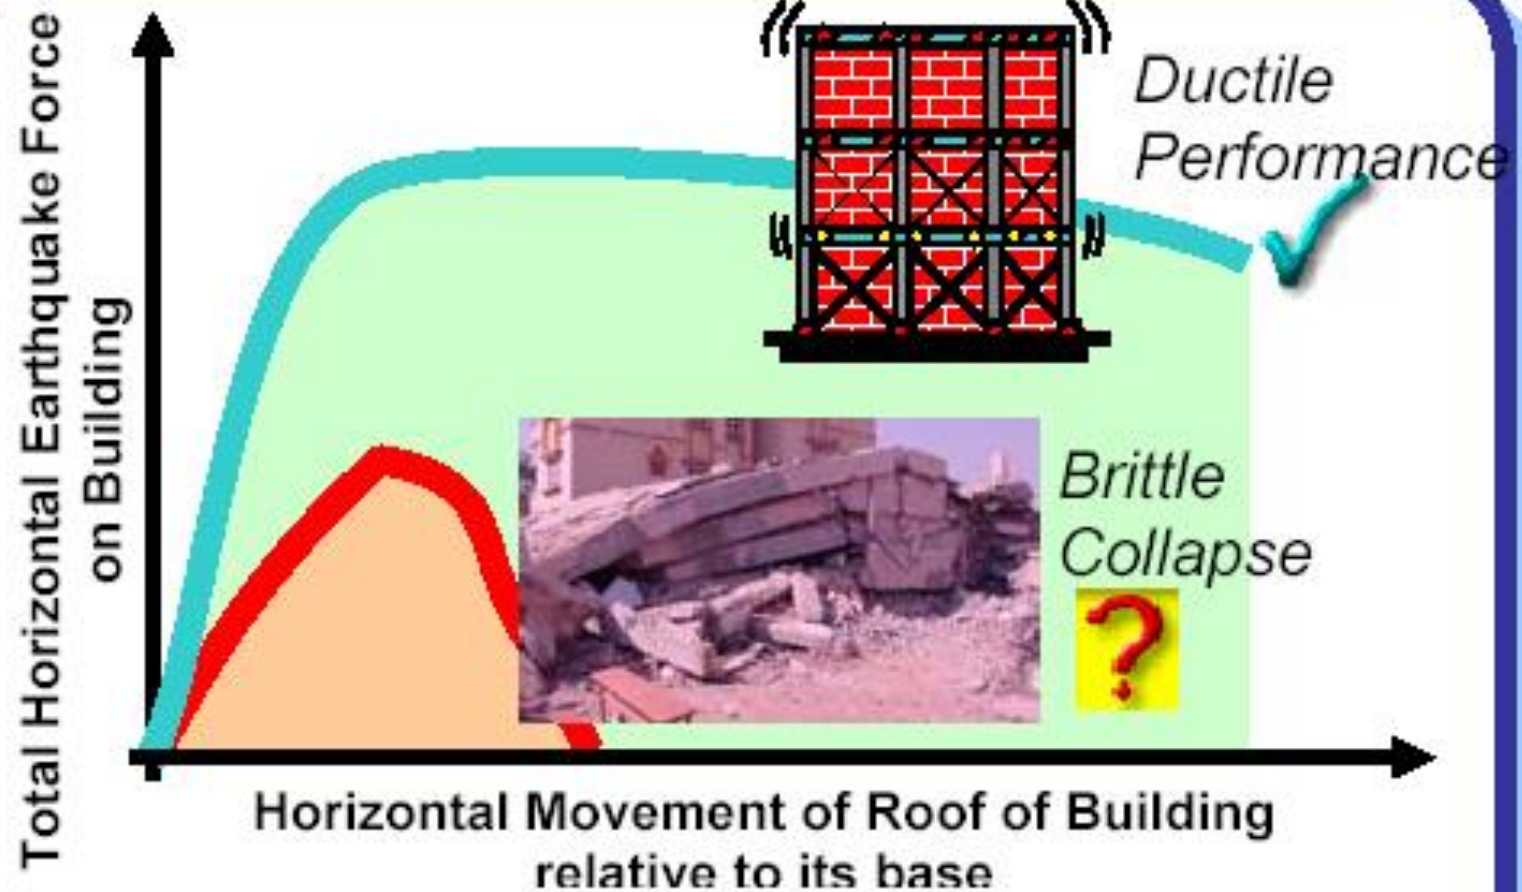 Total Horizontal Earthquake Force
on Building
Ductile
Performance
Brittle
Collapse
?
Horizontal Movement of Roof of Building
relative to its base